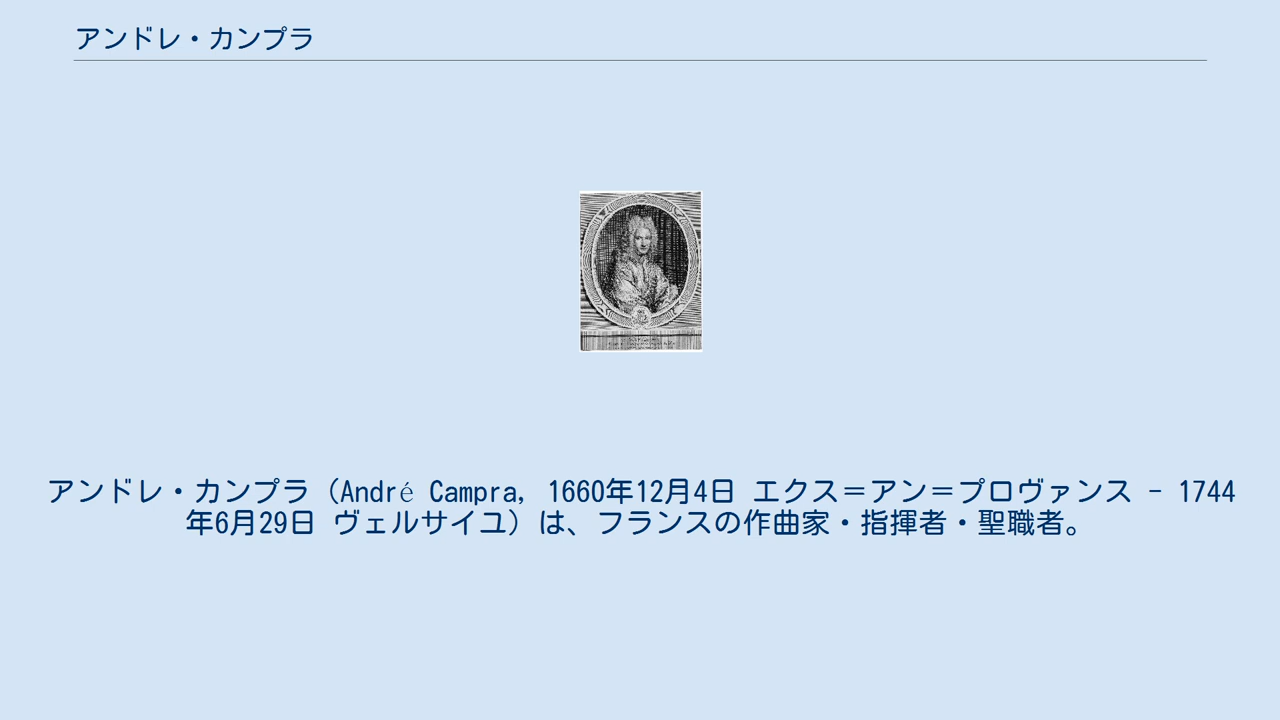 アンドレ・カンプラ
アンドレ・カンプラ（André Campra, 1660年12月4日 エクス＝アン＝プロヴァンス - 1744
年6月29日 ヴェルサイユ）は、フランスの作曲家・指揮者・聖職者。